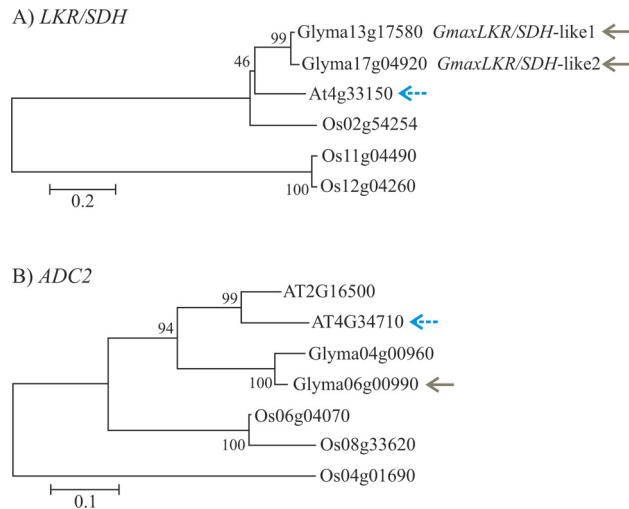 A) LKR/SDH
Glyma13g17580 GmaxLKR/SDH-like1
99
Glyma17g04920 GmaxLKR/SDH-like2
46
At4g33150
Os02g54254
Os11g04490
100
Os12g04260
0.2
B) ADC2
AT2G16500
99
AT4G34710
94
Glyma04g00960
100
Glyma06g00990
Os06g04070
100
Os08g33620
Os04g01690
0.1